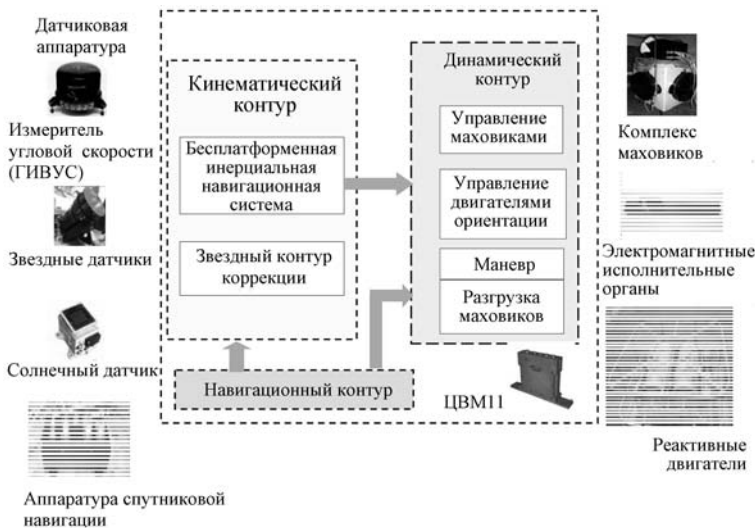 Датчиковая
аппаратура
Измеритель
угловой скорости
(ГИВУС)
Звездные датчики
Солнечный датчик
Аппаратура спутниковой
навигации
Кинематический
контур
Бесплатформенная
инерциальная
навигационная
система
Звездный контур
коррекции
Навигационный контур
Динамический
контур
Управление
маховиками
Управление
двигателями
ориентации
Маневр
Разгрузка
маховиков
ЦВМ11
Комплекс
маховиков
Электромагнитные
исполнительные
органы
Реактивные
двигатели